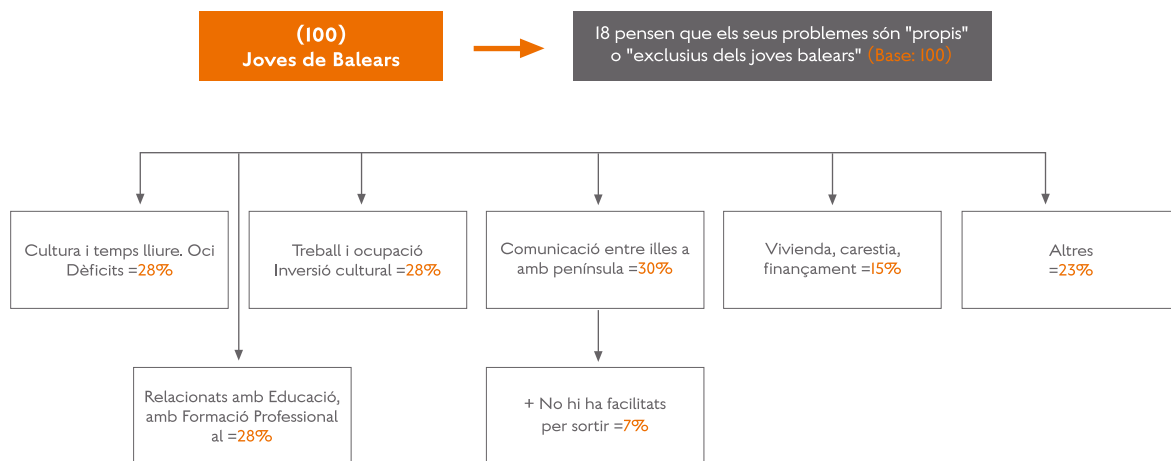 (100)
Joves de Balears
18 pensen que els seus problemes són "propis"
o "exclusius dels joves balears" (Base: 100)
Cultura i temps lliure. Oci
Dèficits =28%
Treball i ocupació
Inversió cultural =28%
Comunicació entre illes a
amb península =30%
Vivienda, carestia,
finançament =15%
Altres
=23%
Relacionats amb Educació,
amb Formació Professional
al =28%
+ No hi ha facilitats
per sortir =7%